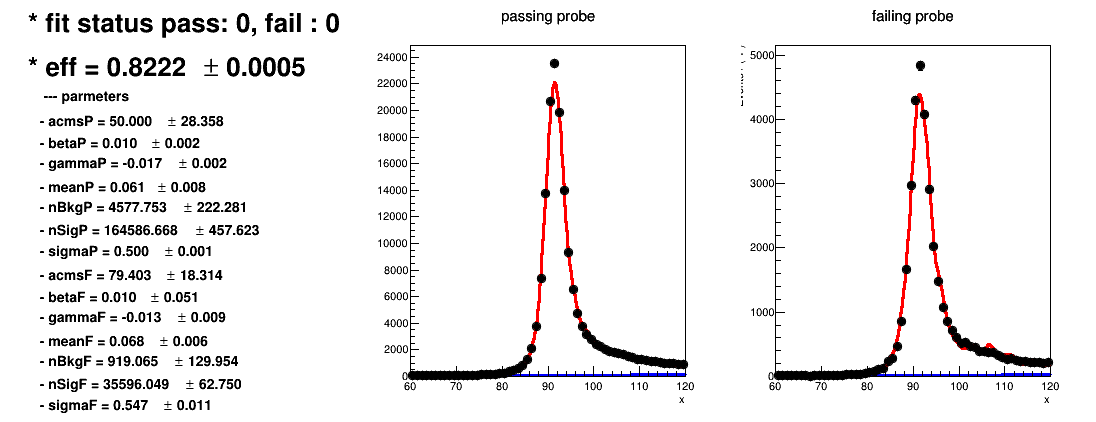 * fit status pass: 0, fail : 0
* eff = 0.8222 ± 0.0005
--- parmeters
- acmsP = 50.000 ± 28.358
- betaP = 0.010 ± 0.002
- gammaP = -0.017 ± 0.002
- meanP = 0.061 ± 0.008
- nBkgP = 4577.753 ± 222.281
- nSigP = 164586.668 ± 457.623
- sigmaP = 0.500 ± 0.001
- acmsF = 79.403 ± 18.314
- betaF = 0.010 ± 0.051
- gammaF = -0.013 ± 0.009
- meanF = 0.068 ± 0.006
- nBkgF = 919.065 ± 129.954
- nSigF = 35596.049 ± 62.750
- sigmaF = 0.547 ± 0.011
passing probe
24000
22000
20000
18000
16000
14000
12000
10000
8000
6000
4000
2000
0
60 70 80 90 100 110 120
x
failing probe
5000
4000
3000
2000
1000
0
60 70 80 90 100 110 120
x